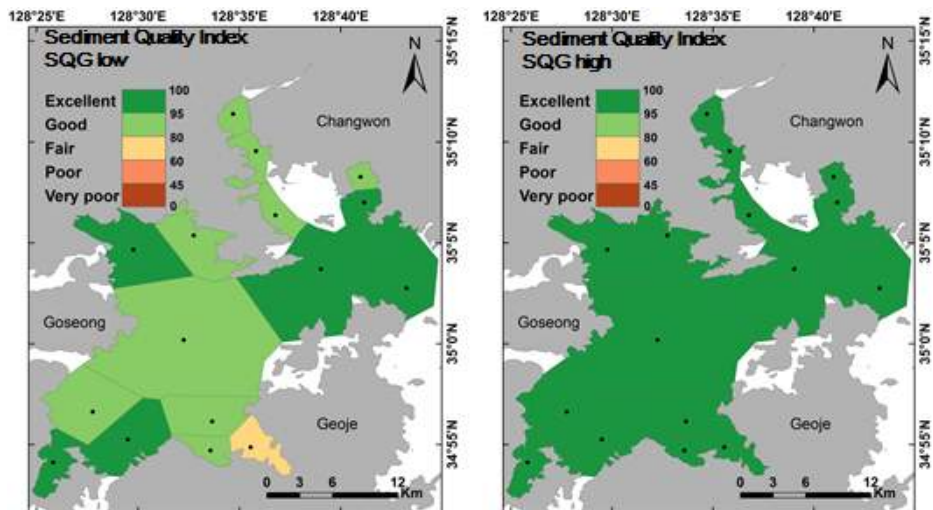 128°25'E 128°30'E 128°35'E 128°40'E
Sediment Quality Index
SQG low
Excellent
Good
Fair
Poor
Very poor
100
95
80
60
45
0
N
Changwon
Goseong
Geoje
0 3 6 12
Km
35°15'N
35°10'N
35°5'N
35°0'N
34°55'N
128°25'E 128°30'E 128°35'E 128°40'E
Sediment Quality Index
SQG high
Excellent
Good
Fair
Poor
Very poor
100
95
80
60
45
0
N
Changwon
Goseong
Geoje
0 3 6 12
Km
35°15'N
35°10'N
35°5'N
35°0'N
34°55'N